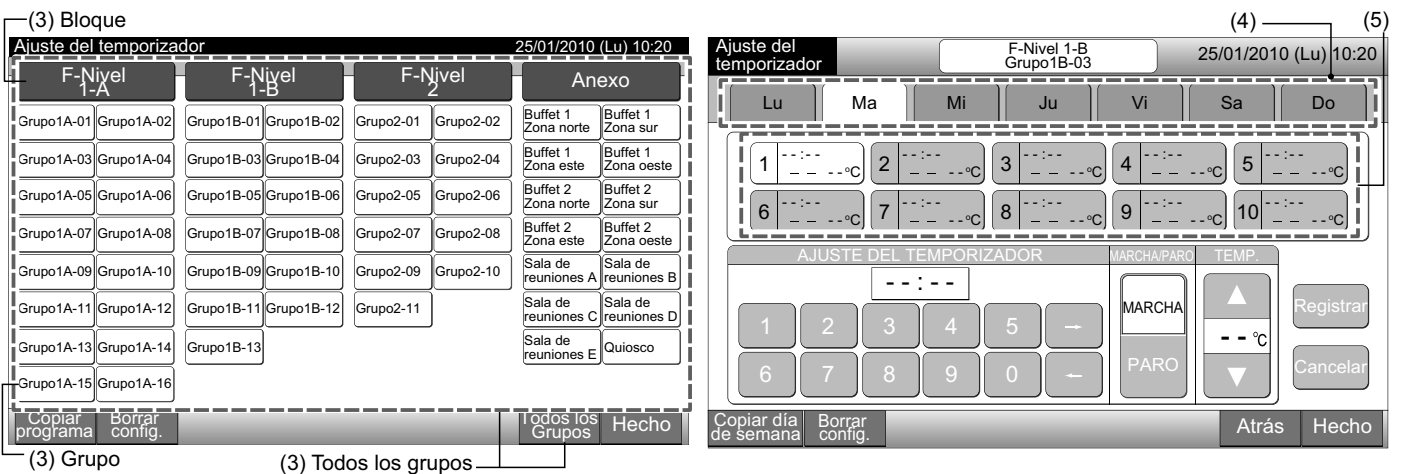 (3) Bloque
Ajuste del temporizador 25/01/2010 (Lu) 10:20
F-Nivel
1-A
F-Nivel
1-B
F-Nivel
2
Anexo
Grupo1A-01 Grupo1A-02 Grupo1B-01 Grupo1B-02 Grupo2-01 Grupo2-02
Buffet 1
Zona norte
Buffet 1
Zona sur
Grupo1A-03 Grupo1A-04 Grupo1B-03 Grupo1B-04 Grupo2-03 Grupo2-04
Buffet 1
Zona este
Buffet 1
Zona oeste
Grupo1A-05 Grupo1A-06 Grupo1B-05 Grupo1B-06 Grupo2-05 Grupo2-06
Buffet 2
Zona norte
Buffet 2
Zona sur
Grupo1A-07 Grupo1A-08 Grupo1B-07 Grupo1B-08 Grupo2-07 Grupo2-08
Buffet 2
Zona este
Buffet 2
Zona oeste
Grupo1A-09 Grupo1A-10 Grupo1B-09 Grupo1B-10 Grupo2-09 Grupo2-10
Sala de
reuniones A
Sala de
reuniones B
Grupo1A-11 Grupo1A-12 Grupo1B-11 Grupo1B-12 Grupo2-11
Sala de
reuniones C
Sala de
reuniones D
Grupo1A-13 Grupo1A-14 Grupo1B-13
Sala de
reuniones E
Quiosco
Grupo1A-15 Grupo1A-16
Copiar
programa
Borrar
config.
Todos los
Grupos
Hecho
(3) Grupo
(3) Todos los grupos
(4)
(5)
Ajuste del
temporizador
F-Nivel 1-B
Grupo1B-03
25/01/2010 (Lu) 10:20
Lu Ma Mi Ju Vi Sa Do
1 --:-- _ _ --°C
2 --:-- _ _ --°C
3 --:-- _ _ --°C
4 --:-- _ _ --°C
5 --:-- _ _ --°C
6 --:-- _ _ --°C
7 --:-- _ _ --°C
8 --:-- _ _ --°C
9 --:-- _ _ --°C
10 --:-- _ _ --°C
AJUSTE DEL TEMPORIZADOR MARCHA/PARO TEMP.
--:--
1 2 3 4 5 →
6 7 8 9 0 ←
MARCHA
PARO
▲
-- °C
▼
Registrar
Cancelar
Copiar día
de semana
Borrar
config.
Atrás
Hecho